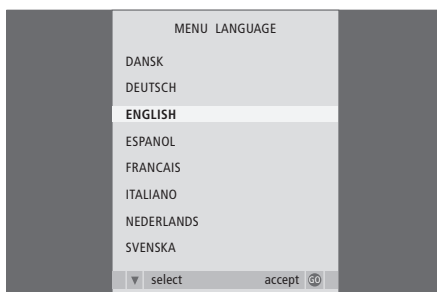 MENU LANGUAGE
DANSK
DEUTSCH
ENGLISH
ESPANOL
FRANCAIS
ITALIANO
NEDERLANDS
SVENSKA
▼ select accept GO